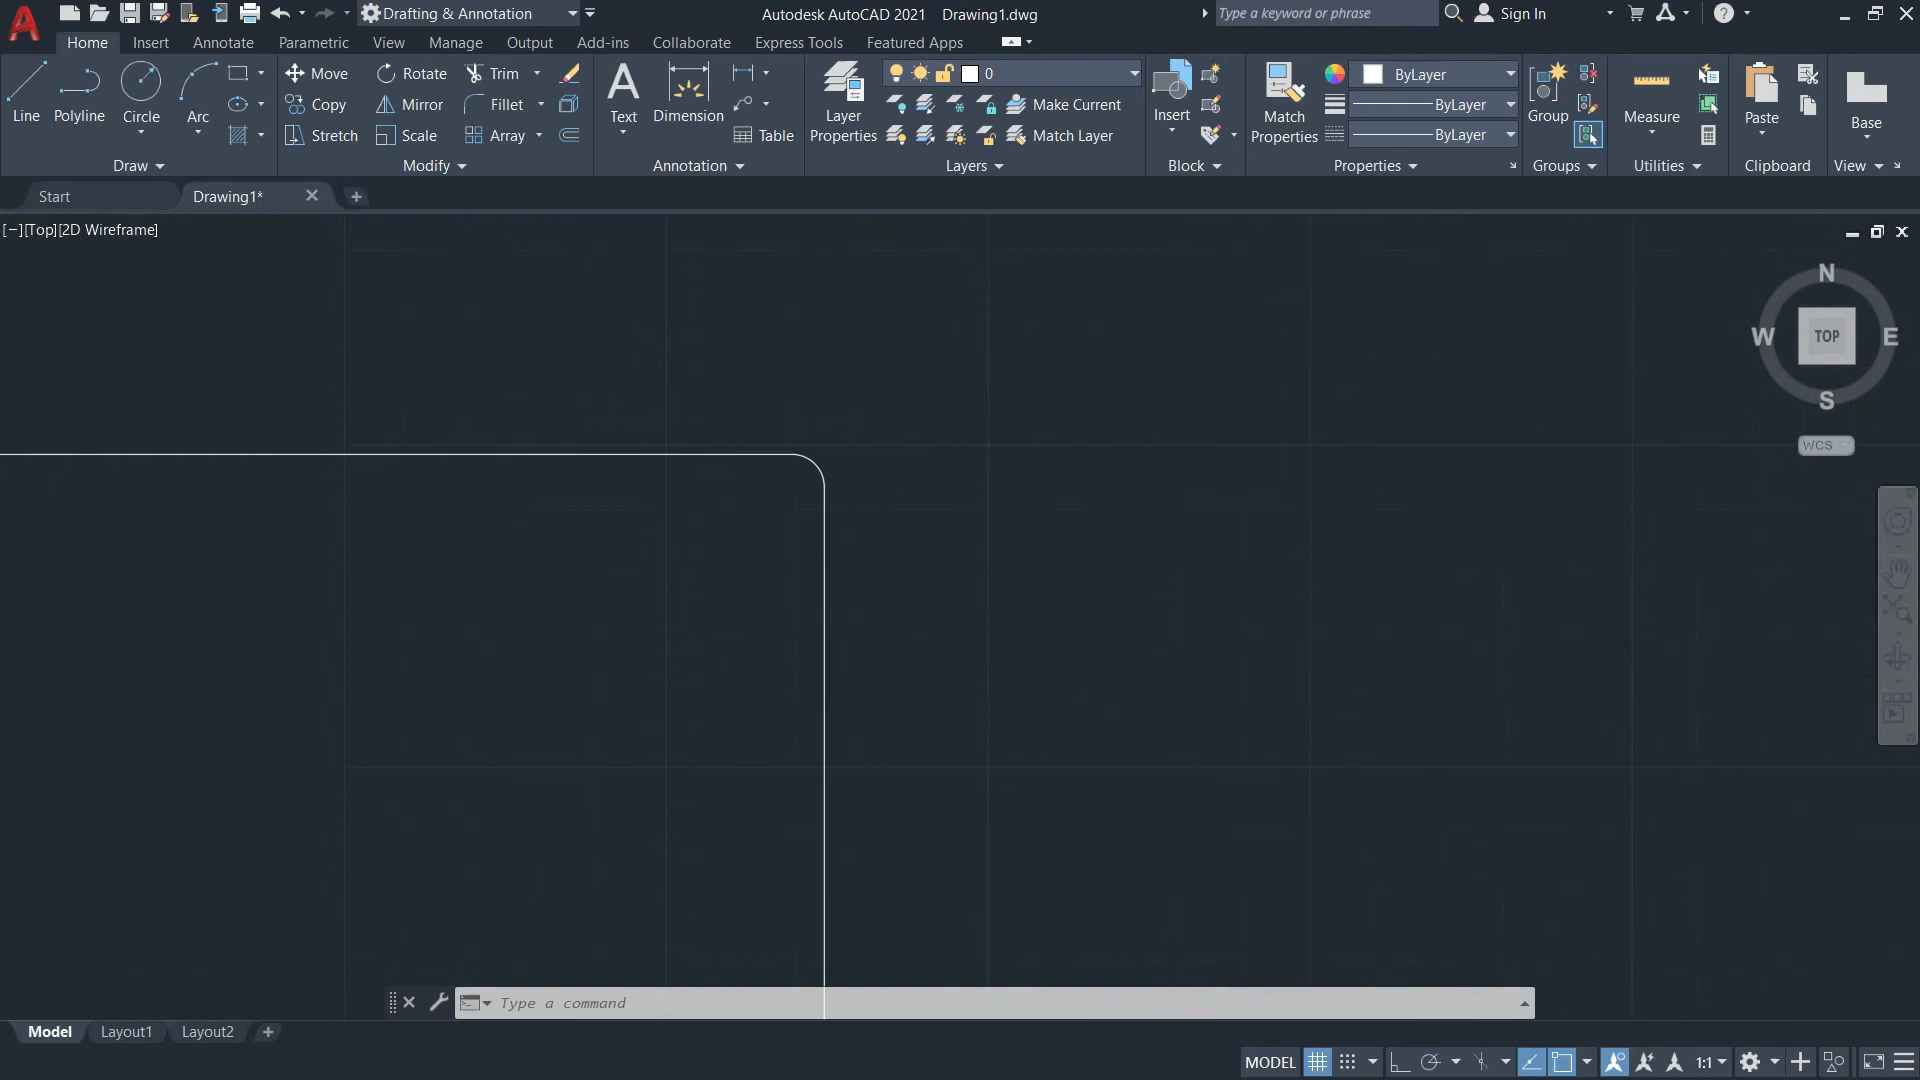 Drafting & Annotation
Autodesk AutoCAD 2021 Drawing1.dwg
Type a keyword or phrase
Sign In
Home Insert Annotate Parametric View Manage Output Add-ins Collaborate Express Tools Featured Apps
Line Polyline Circle Arc
Move Rotate Trim
Copy Mirror Fillet
Stretch Scale Array
Text Dimension Table
Layer Properties
0
Make Current
Match Layer
Insert
Match Properties
ByLayer
ByLayer
ByLayer
Group
Measure
Paste
Base
Draw Modify Annotation Layers Block Properties Groups Utilities Clipboard View
Start Drawing1*
[−][Top][2D Wireframe]
N
W TOP E
S
WCS
Type a command
Model Layout1 Layout2
MODEL 1:1